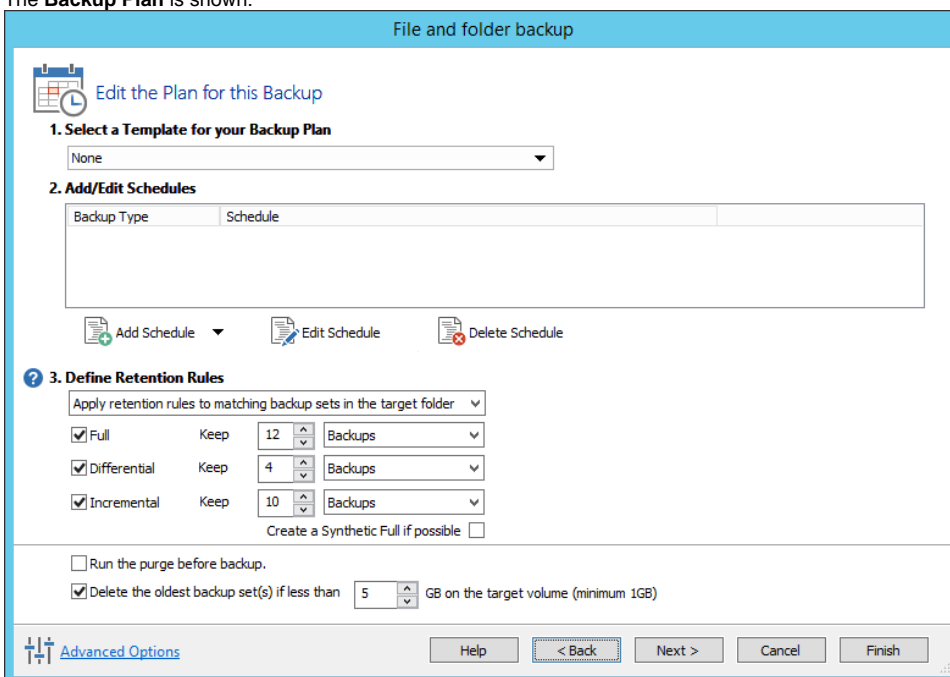 The Backup Plan is shown.
File and folder backup
Edit the Plan for this Backup
1. Select a Template for your Backup Plan
None
2. Add/Edit Schedules
Backup Type Schedule
Add Schedule Edit Schedule Delete Schedule
? 3. Define Retention Rules
Apply retention rules to matching backup sets in the target folder
Full Keep 12 Backups
Differential Keep 4 Backups
Incremental Keep 10 Backups
Create a Synthetic Full if possible
Run the purge before backup.
Delete the oldest backup set(s) if less than 5 GB on the target volume (minimum 1GB)
Advanced Options Help < Back Next > Cancel Finish